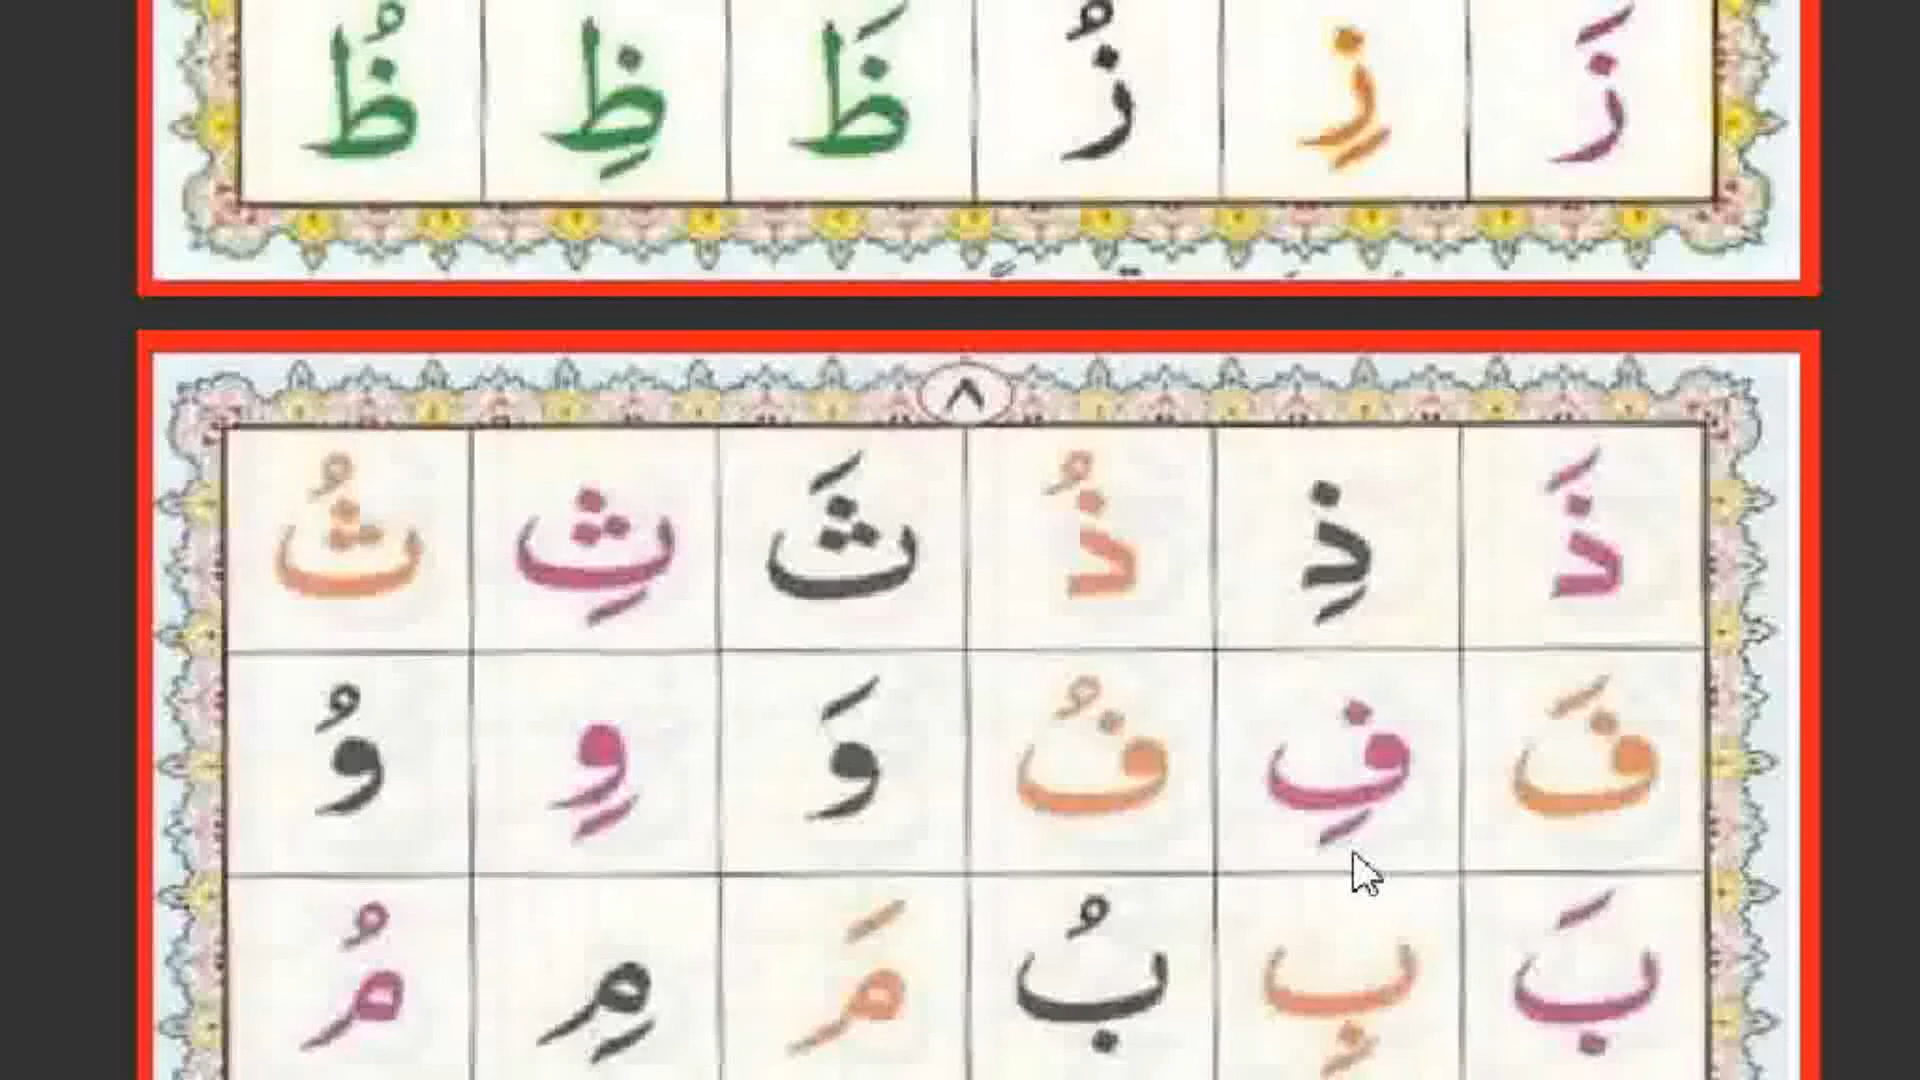 زَ زِ زُ ظَ ظِ ظُ
٨
ذَ ذِ ذُ ثَ ثِ ثُ
فَ فِ فُ وَ وِ وُ
بَ بِ بُ مَ مِ مُ